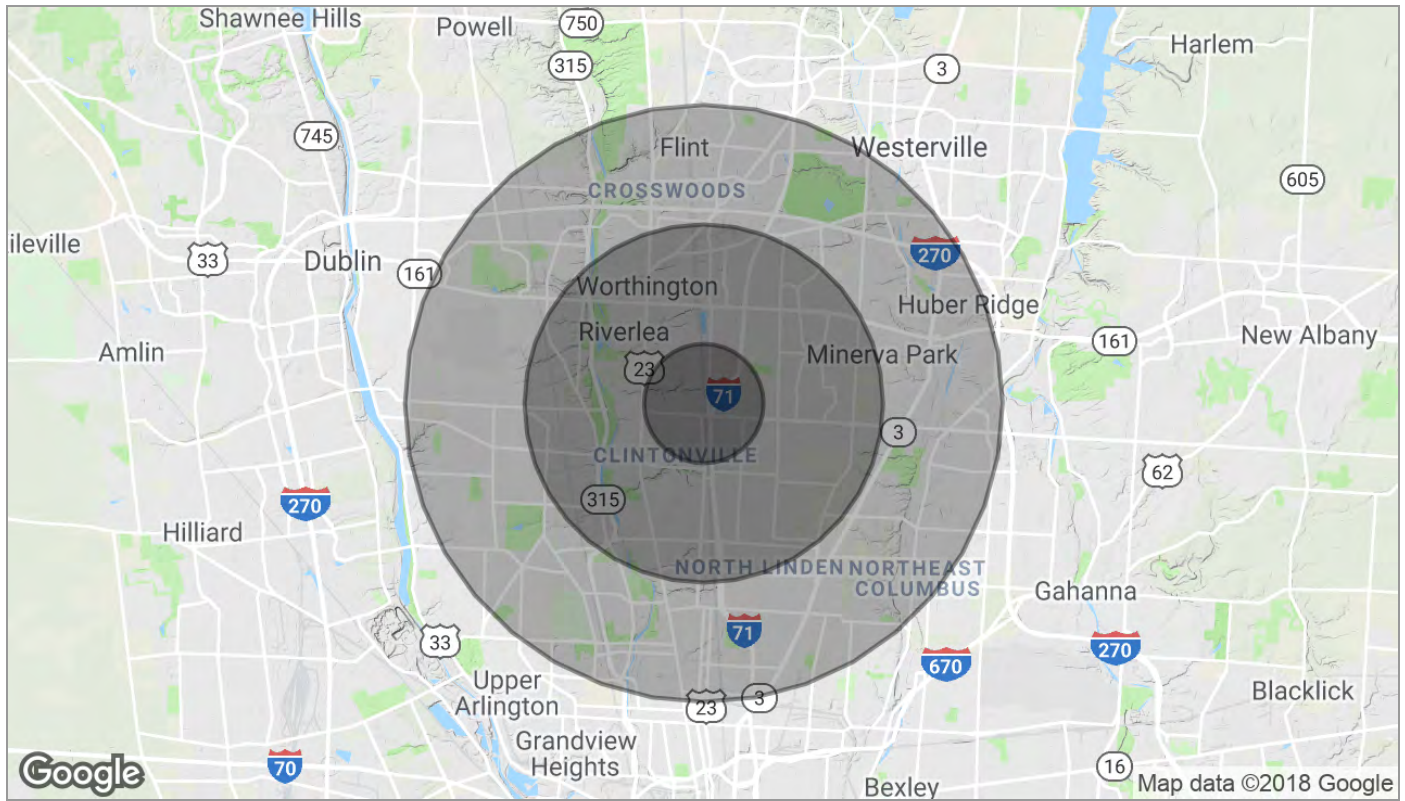 Shawnee Hills
Powell
750
315
3
Harlem
745
Flint
Westerville
CROSSWOODS
605
ileville
33
Dublin
161
270
Worthington
Huber Ridge
Riverlea
Amlin
23
Minerva Park
161
New Albany
71
3
CLINTONVILLE
62
270
315
Hilliard
NORTH LINDEN
NORTHEAST
COLUMBUS
Gahanna
33
71
670
270
Upper
Arlington
23
3
Blacklick
Grandview
Heights
70
16
Google
Bexley
Map data ©2018 Google